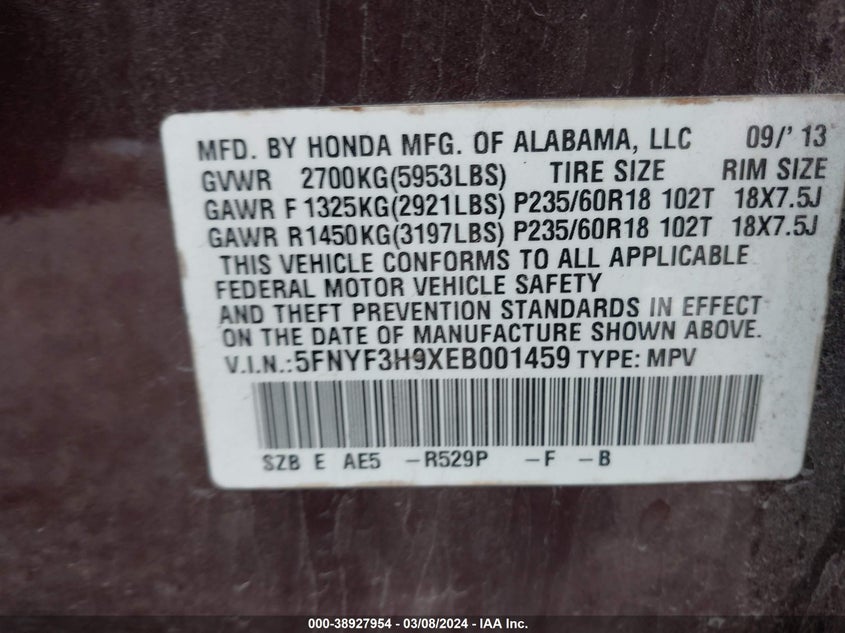 MFD. BY HONDA MFG. OF ALABAMA, LLC 09/' 13
GVWR 2700KG(5953LBS) TIRE SIZE RIM SIZE
GAWR F 1325KG(2921LBS) P235/60R18 102T 18X7.5J
GAWR R1450KG(3197LBS) P235/60R18 102T 18X7.5J
THIS VEHICLE CONFORMS TO ALL APPLICABLE
FEDERAL MOTOR VEHICLE SAFETY
AND THEFT PREVENTION STANDARDS IN EFFECT
ON THE DATE OF MANUFACTURE SHOWN ABOVE.
V.I.N.:5FNYF3H9XEB001459 TYPE: MPV
SZB E AE5 -R529P -F -B
000-38927954 / 03/08/2024 - IAA Inc.